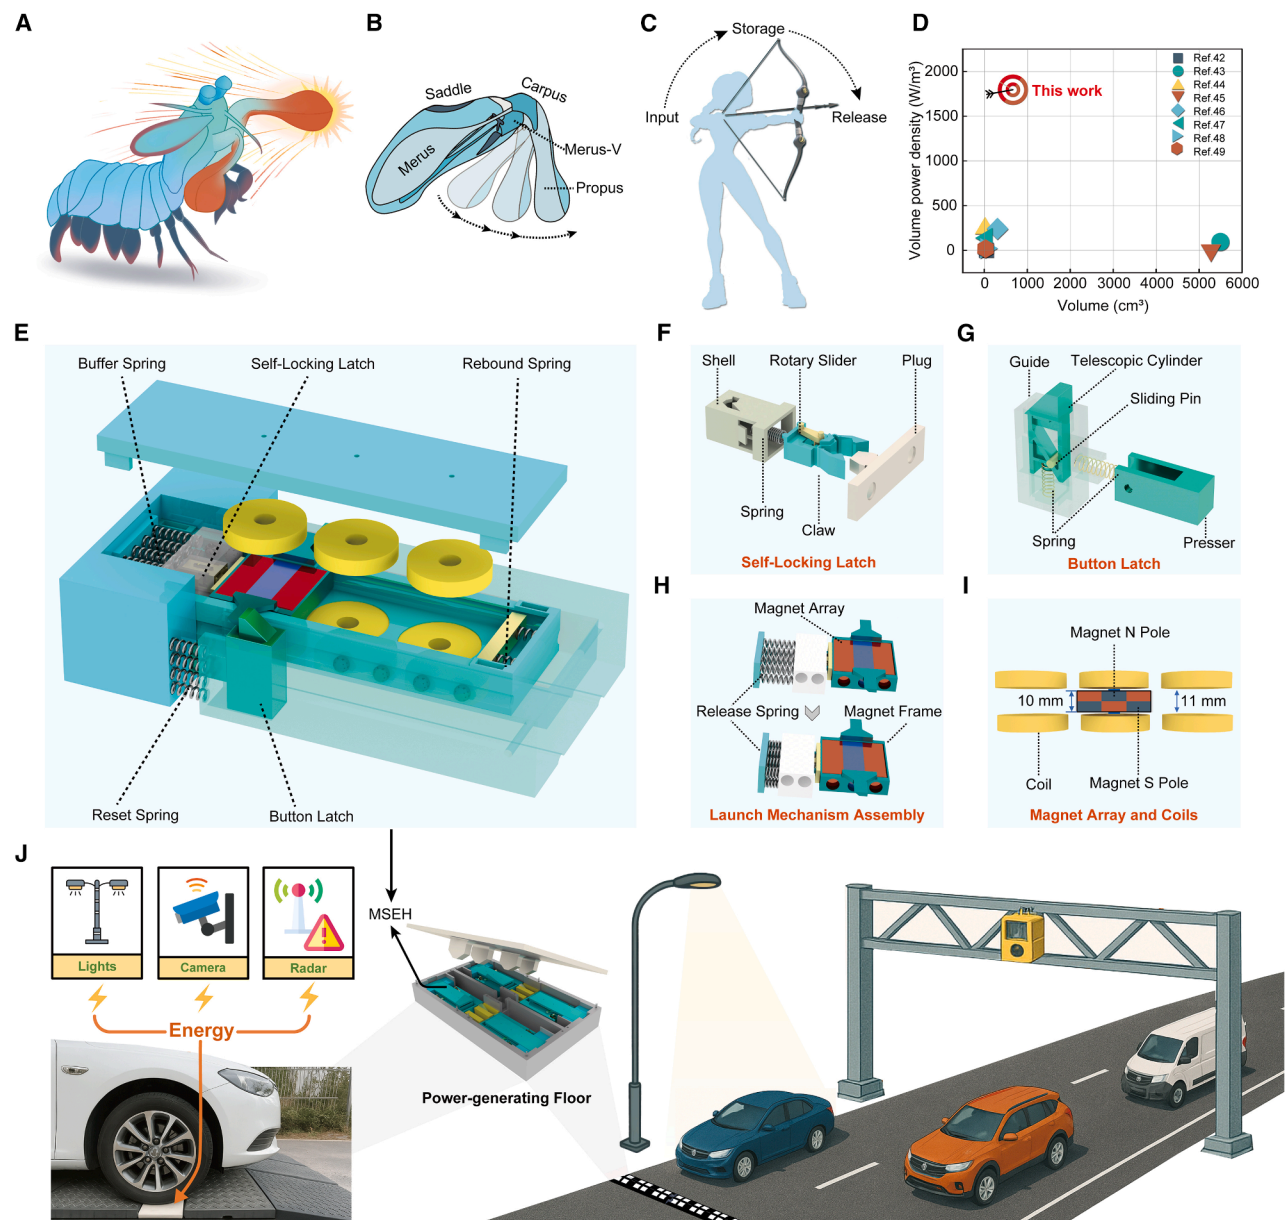 A
B
Saddle
Carpus
Merus
Merus-V
Propus
C
Storage
Input
Release
D
Volume power density (W/m³)
2000
1500
1000
500
0
This work
Ref.42
Ref.43
Ref.44
Ref.45
Ref.46
Ref.47
Ref.48
Ref.49
0 1000 2000 3000 4000 5000 6000
Volume (cm³)
E
Buffer Spring
Self-Locking Latch
Rebound Spring
Reset Spring
Button Latch
F
Shell
Rotary Slider
Plug
Spring
Claw
Self-Locking Latch
G
Guide
Telescopic Cylinder
Sliding Pin
Spring
Presser
Button Latch
H
Magnet Array
Release Spring
Magnet Frame
Launch Mechanism Assembly
I
Magnet N Pole
10 mm
11 mm
Coil
Magnet S Pole
Magnet Array and Coils
J
Lights
Camera
Radar
Energy
MSEH
Power-generating Floor